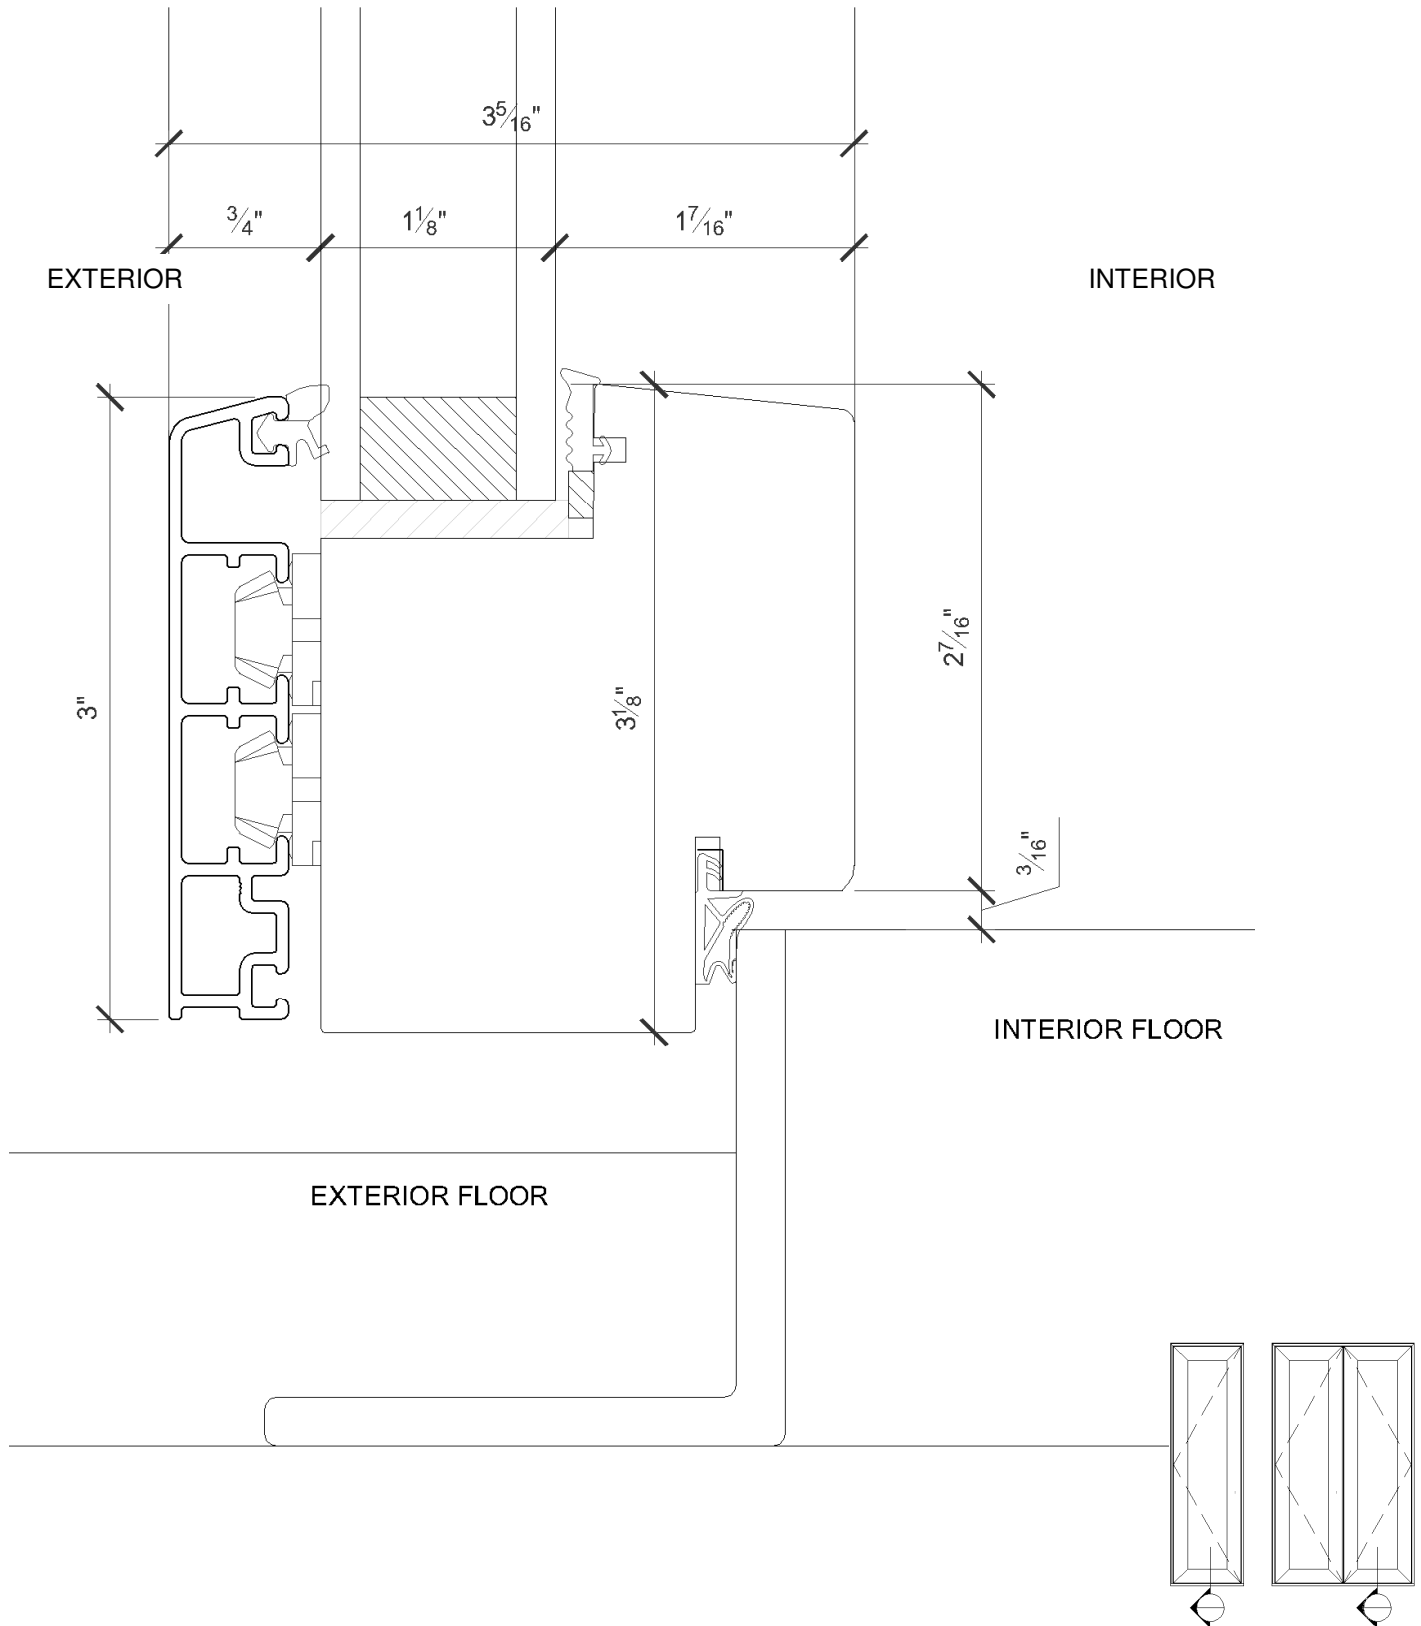 3 5/16"
3/4" 1 1/8" 1 7/16"
EXTERIOR
INTERIOR
2 7/16"
3"
3 1/8"
3/16"
INTERIOR FLOOR
EXTERIOR FLOOR